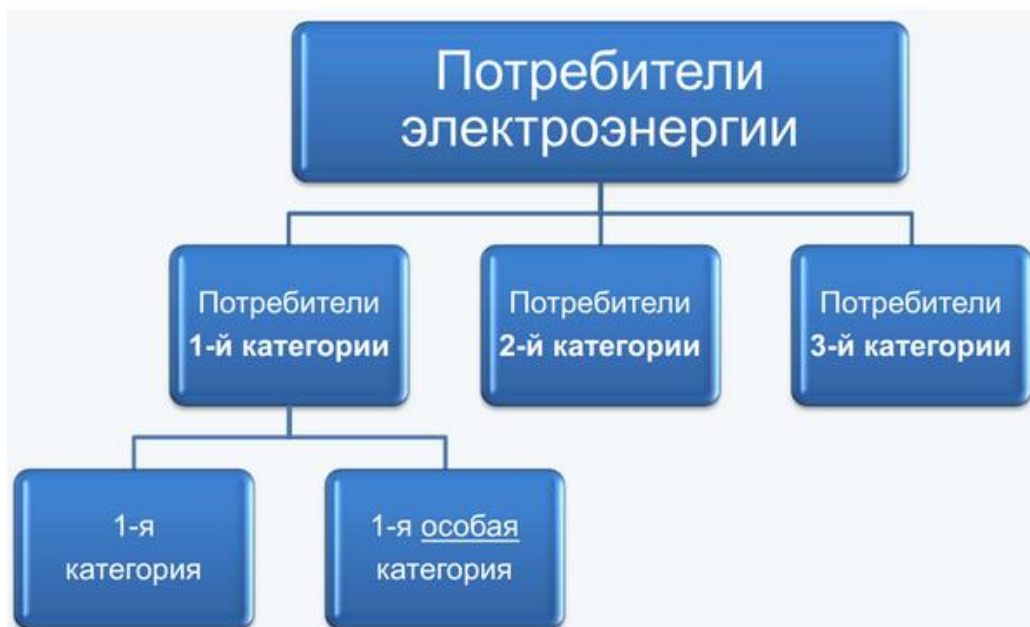 Потребители
электроэнергии
Потребители
1-й категории
Потребители
2-й категории
Потребители
3-й категории
1-я
категория
1-я особая
категория